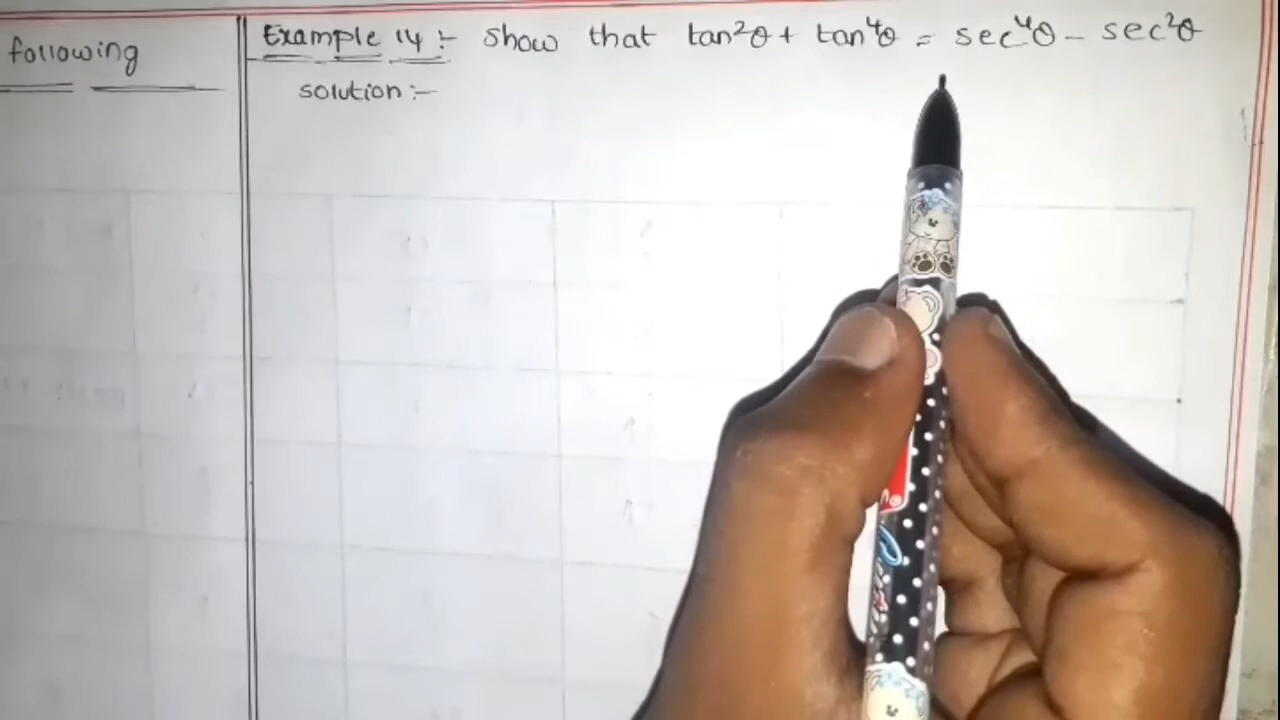 following
Example 14 :- show that tan²θ + tan⁴θ = sec⁴θ - sec²θ
solution :-